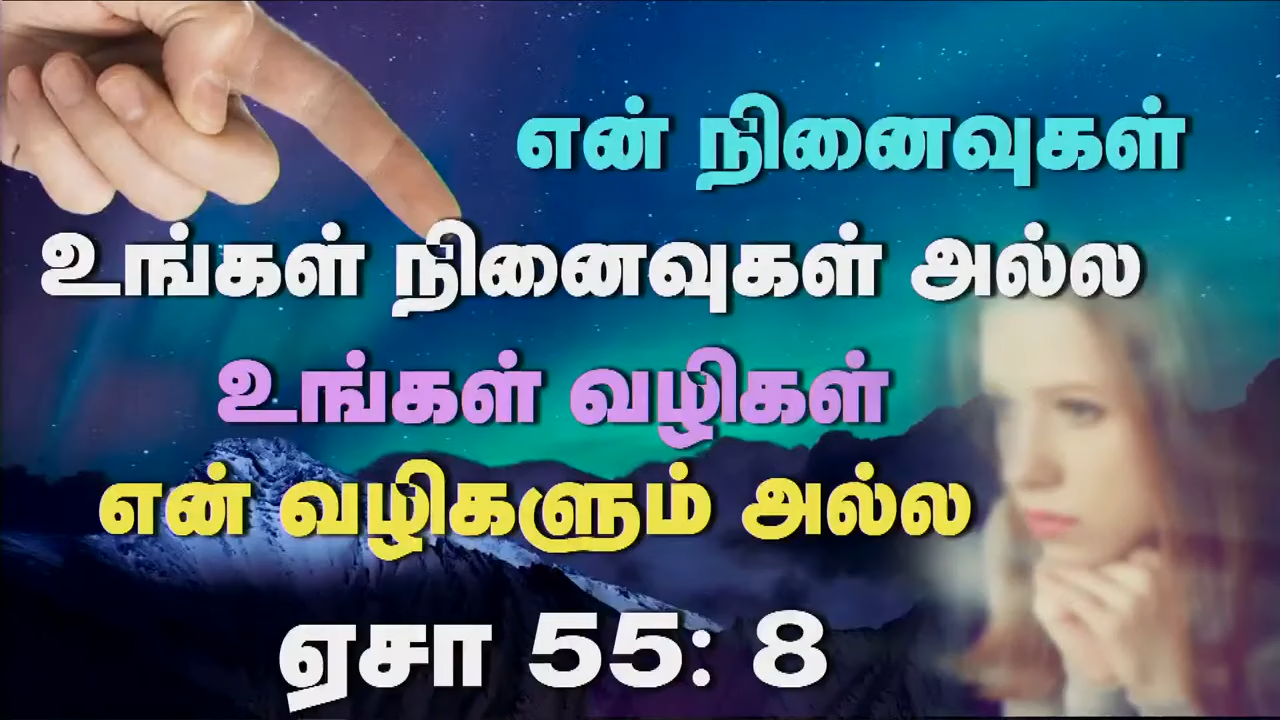 என் நினைவுகள்
உங்கள் நினைவுகள் அல்ல
உங்கள் வழிகள்
என் வழிகளும் அல்ல
ஏசா 55: 8